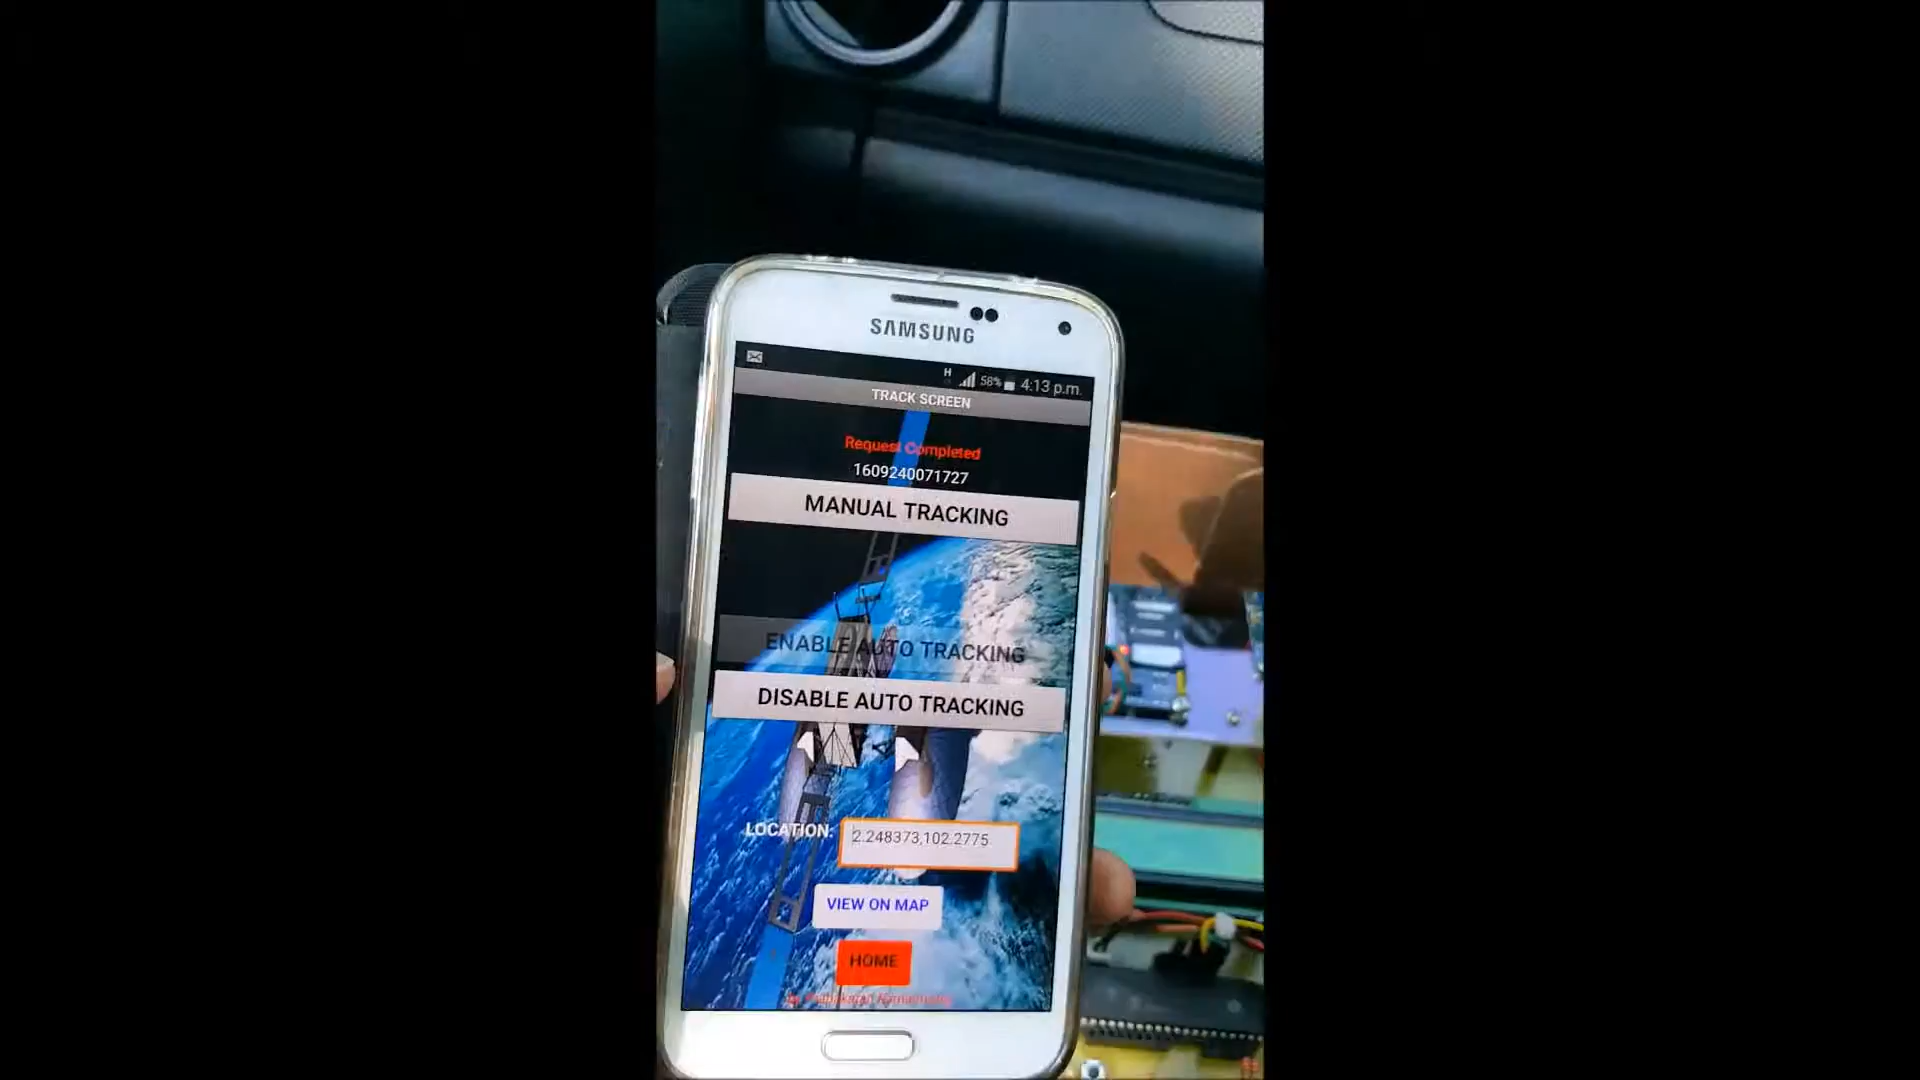 SAMSUNG
H 58% 4:13 p.m.
TRACK SCREEN
Request Completed
1609240071727
MANUAL TRACKING
ENABLE AUTO TRACKING
DISABLE AUTO TRACKING
LOCATION: 2.248373,102.2775
VIEW ON MAP
HOME